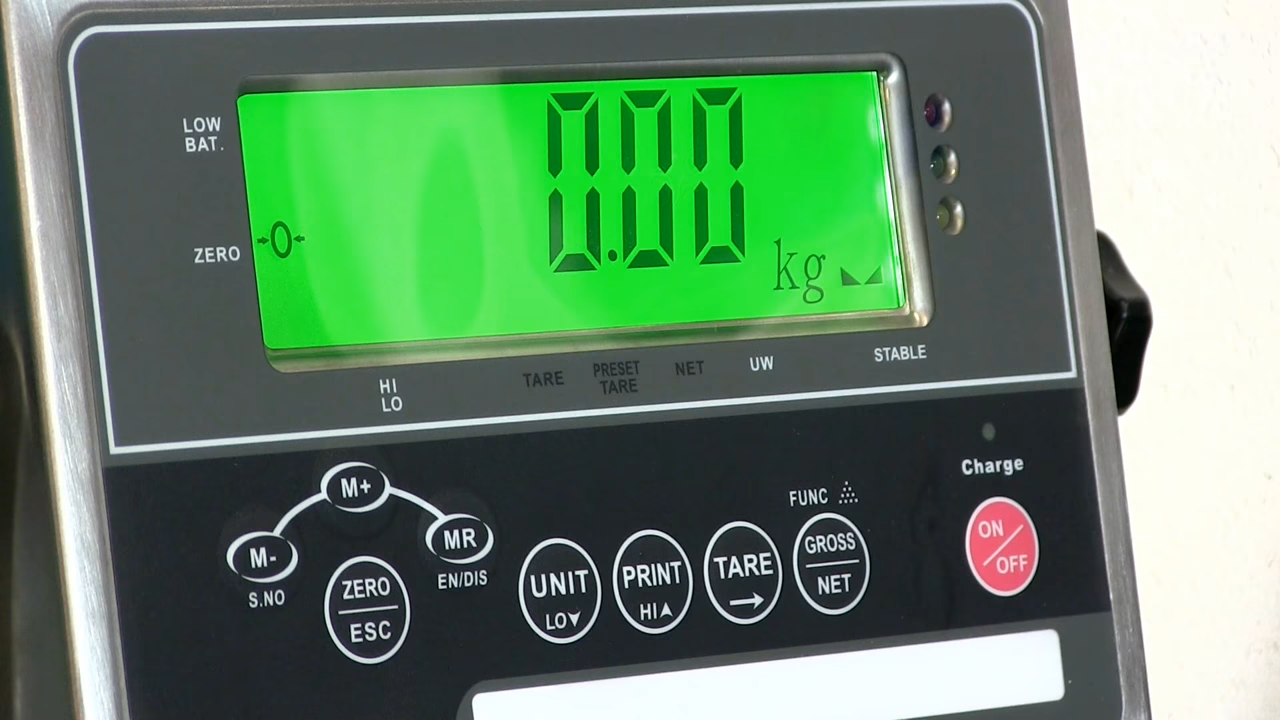 LOW
BAT.
0.00
ZERO
→0←
kg
HI
LO
TARE
PRESET
TARE
NET
UW
STABLE
Charge
M+
M-
S.NO
MR
EN/DIS
ZERO
ESC
UNIT
LO▼
PRINT
HI▲
TARE
→
FUNC
GROSS
NET
ON
OFF